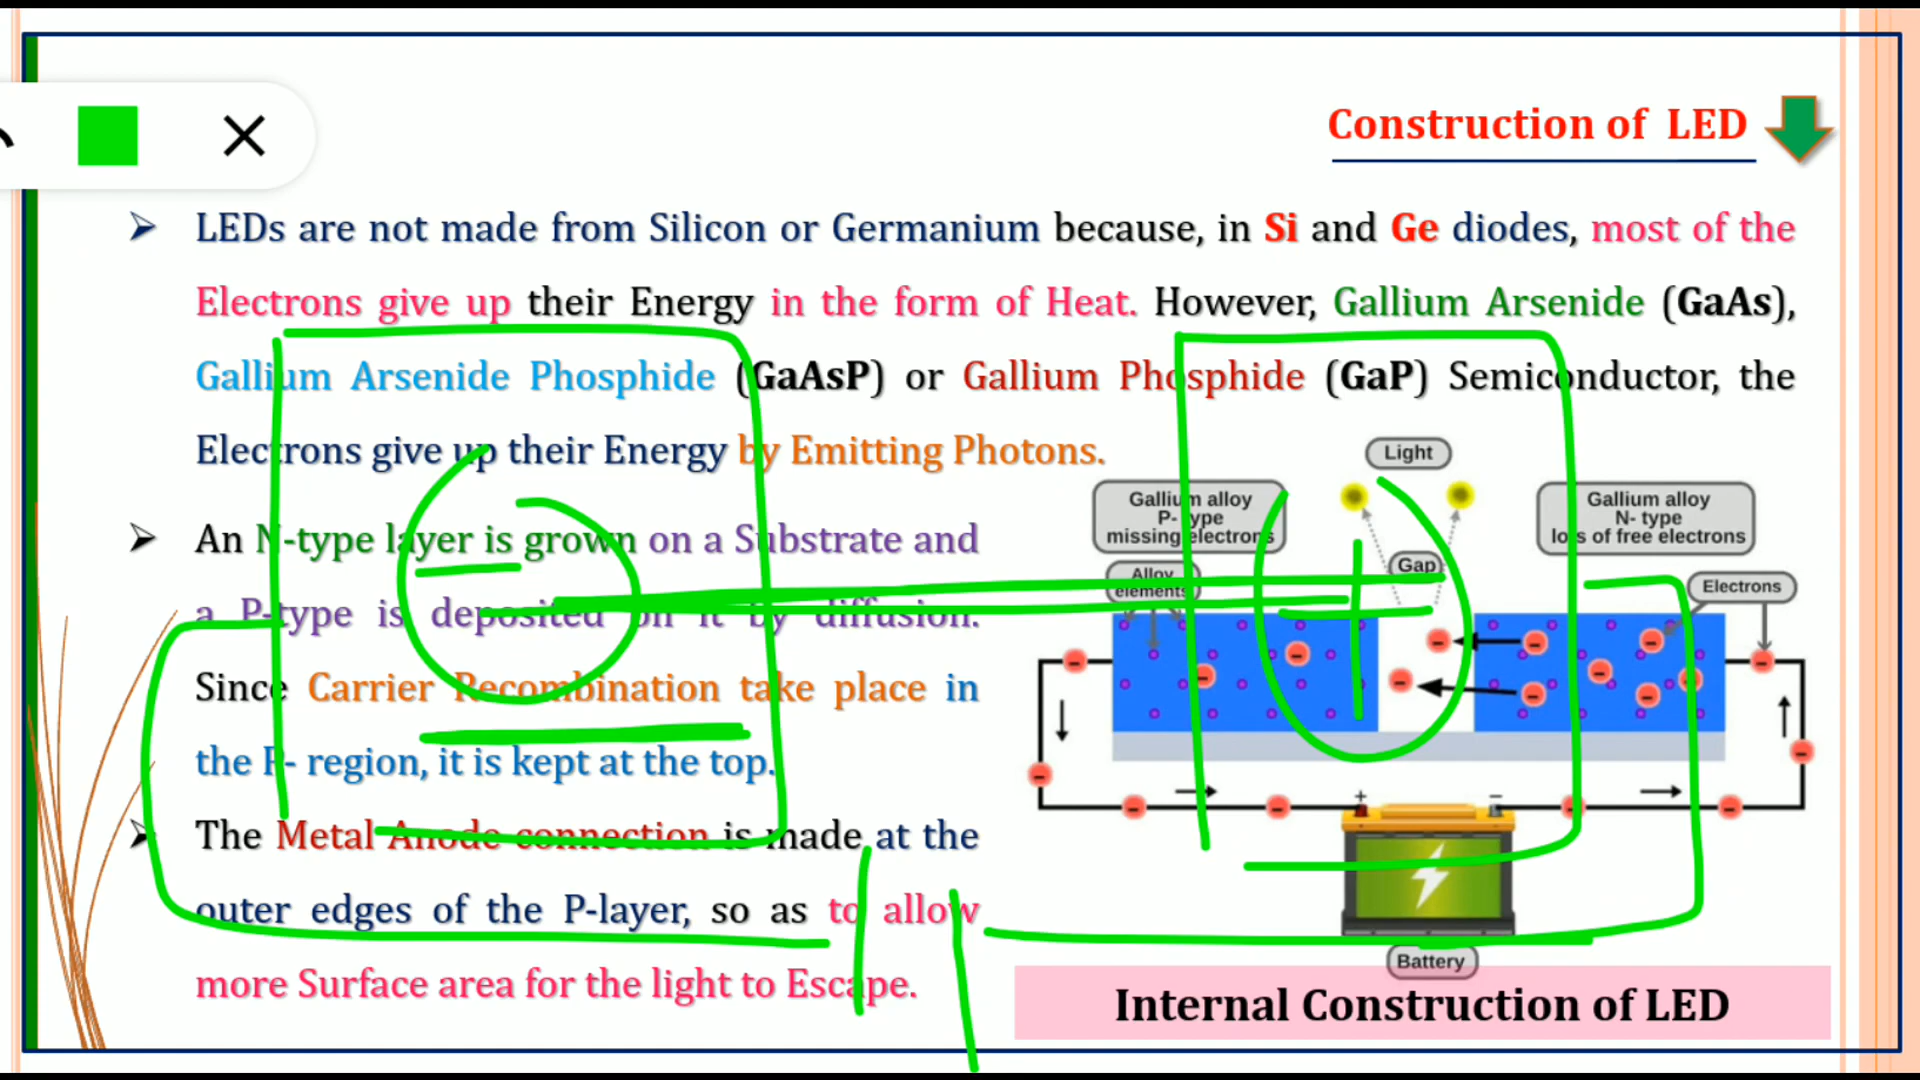 Construction of LED
LEDs are not made from Silicon or Germanium because, in Si and Ge diodes, most of the
Electrons give up their Energy in the form of Heat. However, Gallium Arsenide (GaAs),
Gallium Arsenide Phosphide (GaAsP) or Gallium Phosphide (GaP) Semiconductor, the
Electrons give up their Energy by Emitting Photons.
An N-type layer is grown on a Substrate and
a P-type is deposited on it by diffusion.
Since Carrier Recombination take place in
the P- region, it is kept at the top.
The Metal Anode connection is made at the
outer edges of the P-layer, so as to allow
more Surface area for the light to Escape.
Light
Gallium alloy
P- type
missing electrons
Gallium alloy
N- type
lots of free electrons
Gap
Alloy
elements
Electrons
+
−
Battery
Internal Construction of LED